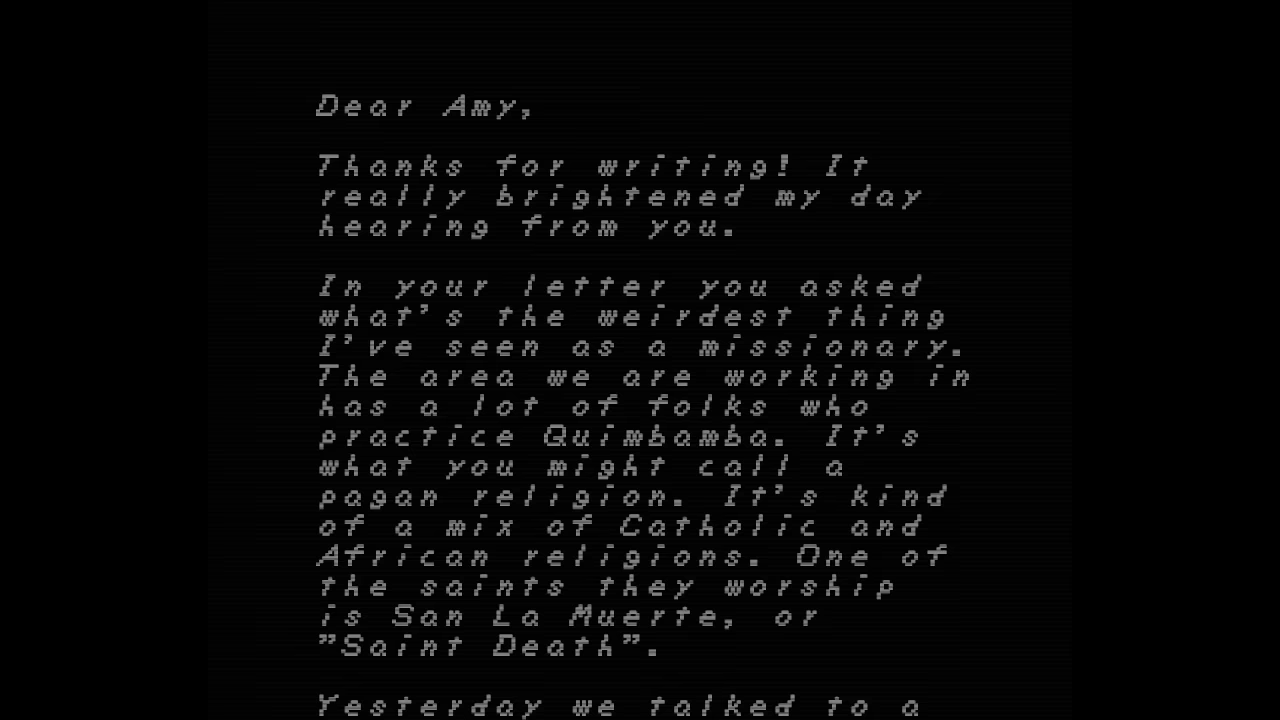 Dear Amy,
Thanks for writing! It
really brightened my day
hearing from you.
In your letter you asked
what's the weirdest thing
I've seen as a missionary.
The area we are working in
has a lot of folks who
practice Quimbamba. It's
what you might call a
pagan religion. It's kind
of a mix of Catholic and
African religions. One of
the saints they worship
is San La Muerte, or
"Saint Death".
Yesterday we talked to a